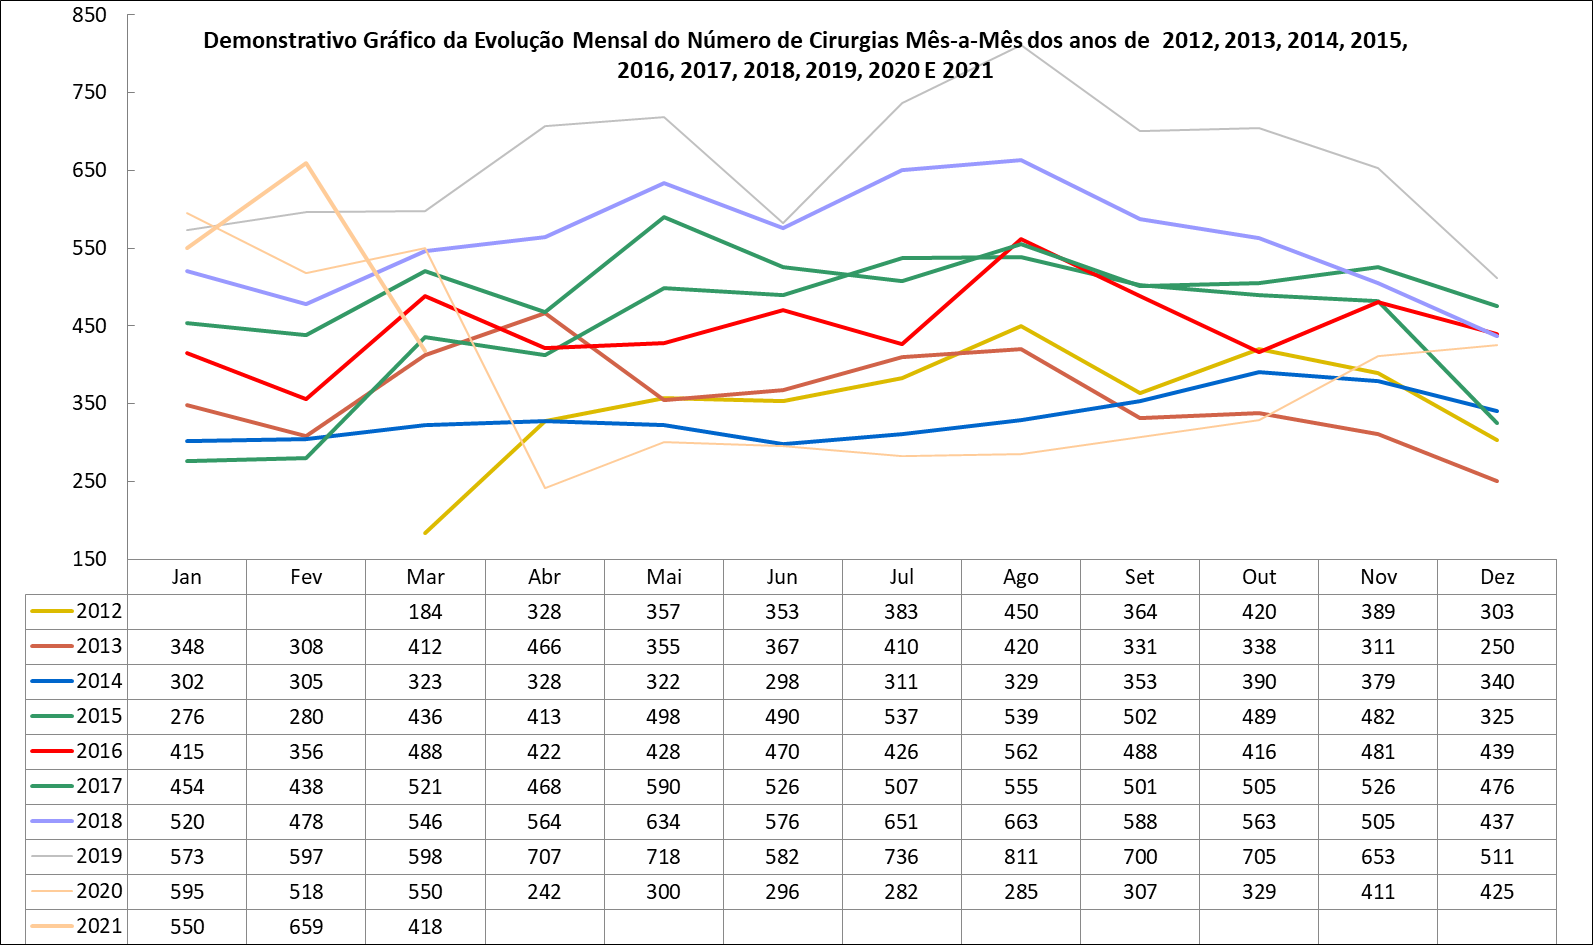 850
Demonstrativo Gráfico da Evolução Mensal do Número de Cirurgias Mês-a-Mês dos anos de 2012, 2013, 2014, 2015,
2016, 2017, 2018, 2019, 2020 E 2021
750
650
550
450
350
250
150
Jan Fev Mar Abr Mai Jun Jul Ago Set Out Nov Dez
2012 184 328 357 353 383 450 364 420 389 303
2013 348 308 412 466 355 367 410 420 331 338 311 250
2014 302 305 323 328 322 298 311 329 353 390 379 340
2015 276 280 436 413 498 490 537 539 502 489 482 325
2016 415 356 488 422 428 470 426 562 488 416 481 439
2017 454 438 521 468 590 526 507 555 501 505 526 476
2018 520 478 546 564 634 576 651 663 588 563 505 437
2019 573 597 598 707 718 582 736 811 700 705 653 511
2020 595 518 550 242 300 296 282 285 307 329 411 425
2021 550 659 418